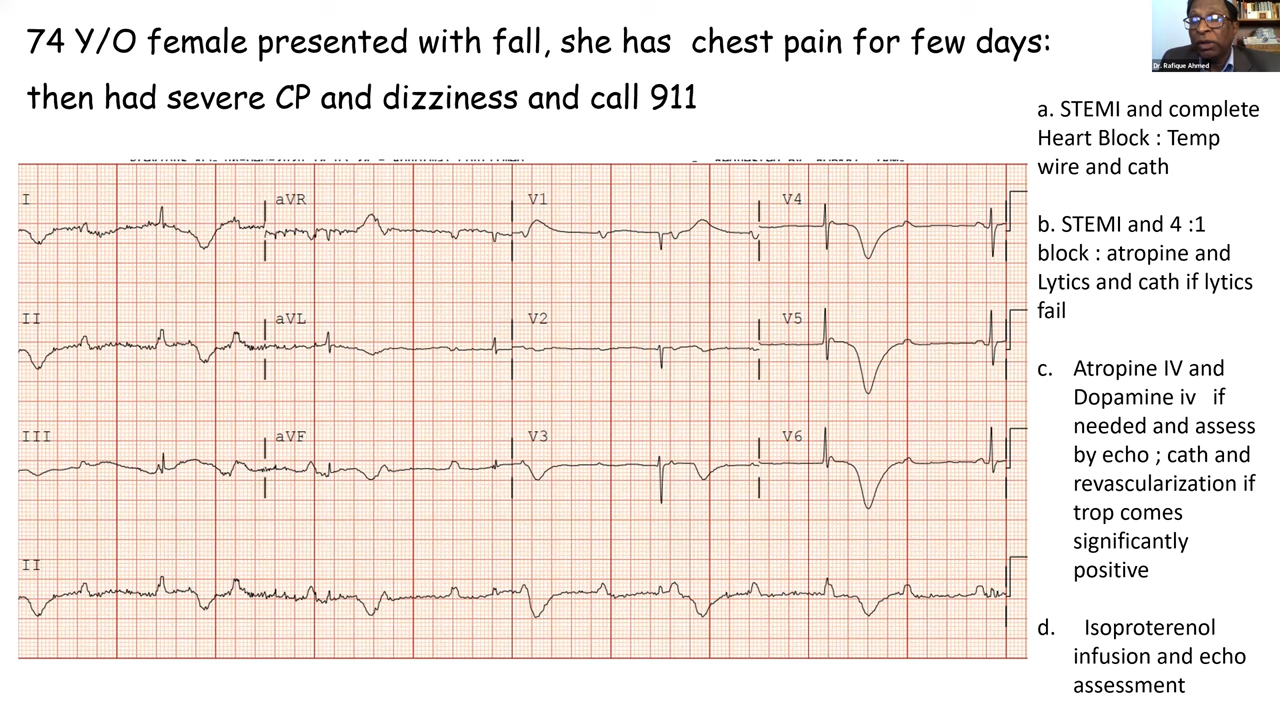 74 Y/O female presented with fall, she has chest pain for few days:
then had severe CP and dizziness and call 911
Dr. Rafique Ahmed
I
aVR
V1
V4
II
aVL
V2
V5
III
aVF
V3
V6
II
a. STEMI and complete
Heart Block : Temp
wire and cath
b. STEMI and 4 :1
block : atropine and
Lytics and cath if lytics
fail
c. Atropine IV and
Dopamine iv if
needed and assess
by echo ; cath and
revascularization if
trop comes
significantly
positive
d. Isoproterenol
infusion and echo
assessment